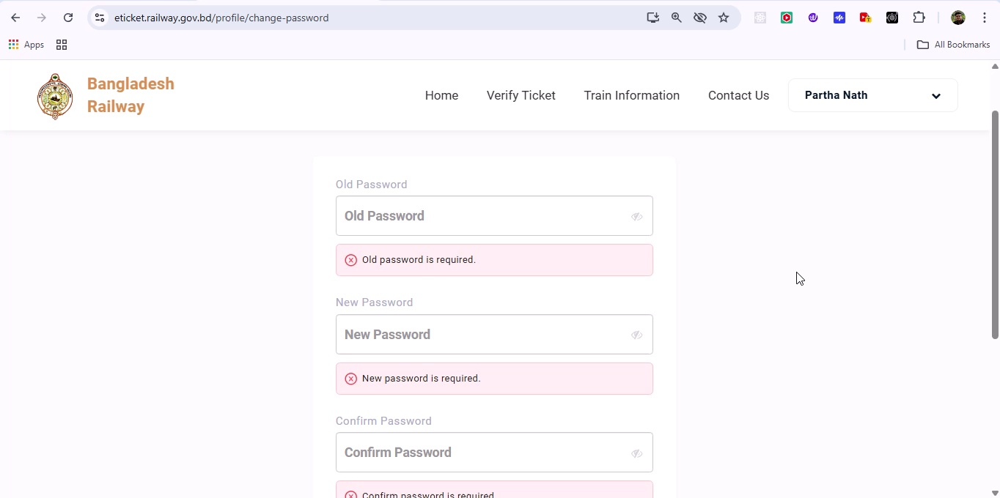 eticket.railway.gov.bd/profile/change-password
Apps
All Bookmarks
Bangladesh
Railway
Home
Verify Ticket
Train Information
Contact Us
Partha Nath
Old Password
Old Password
Old password is required.
New Password
New Password
New password is required.
Confirm Password
Confirm Password
Confirm password is required.